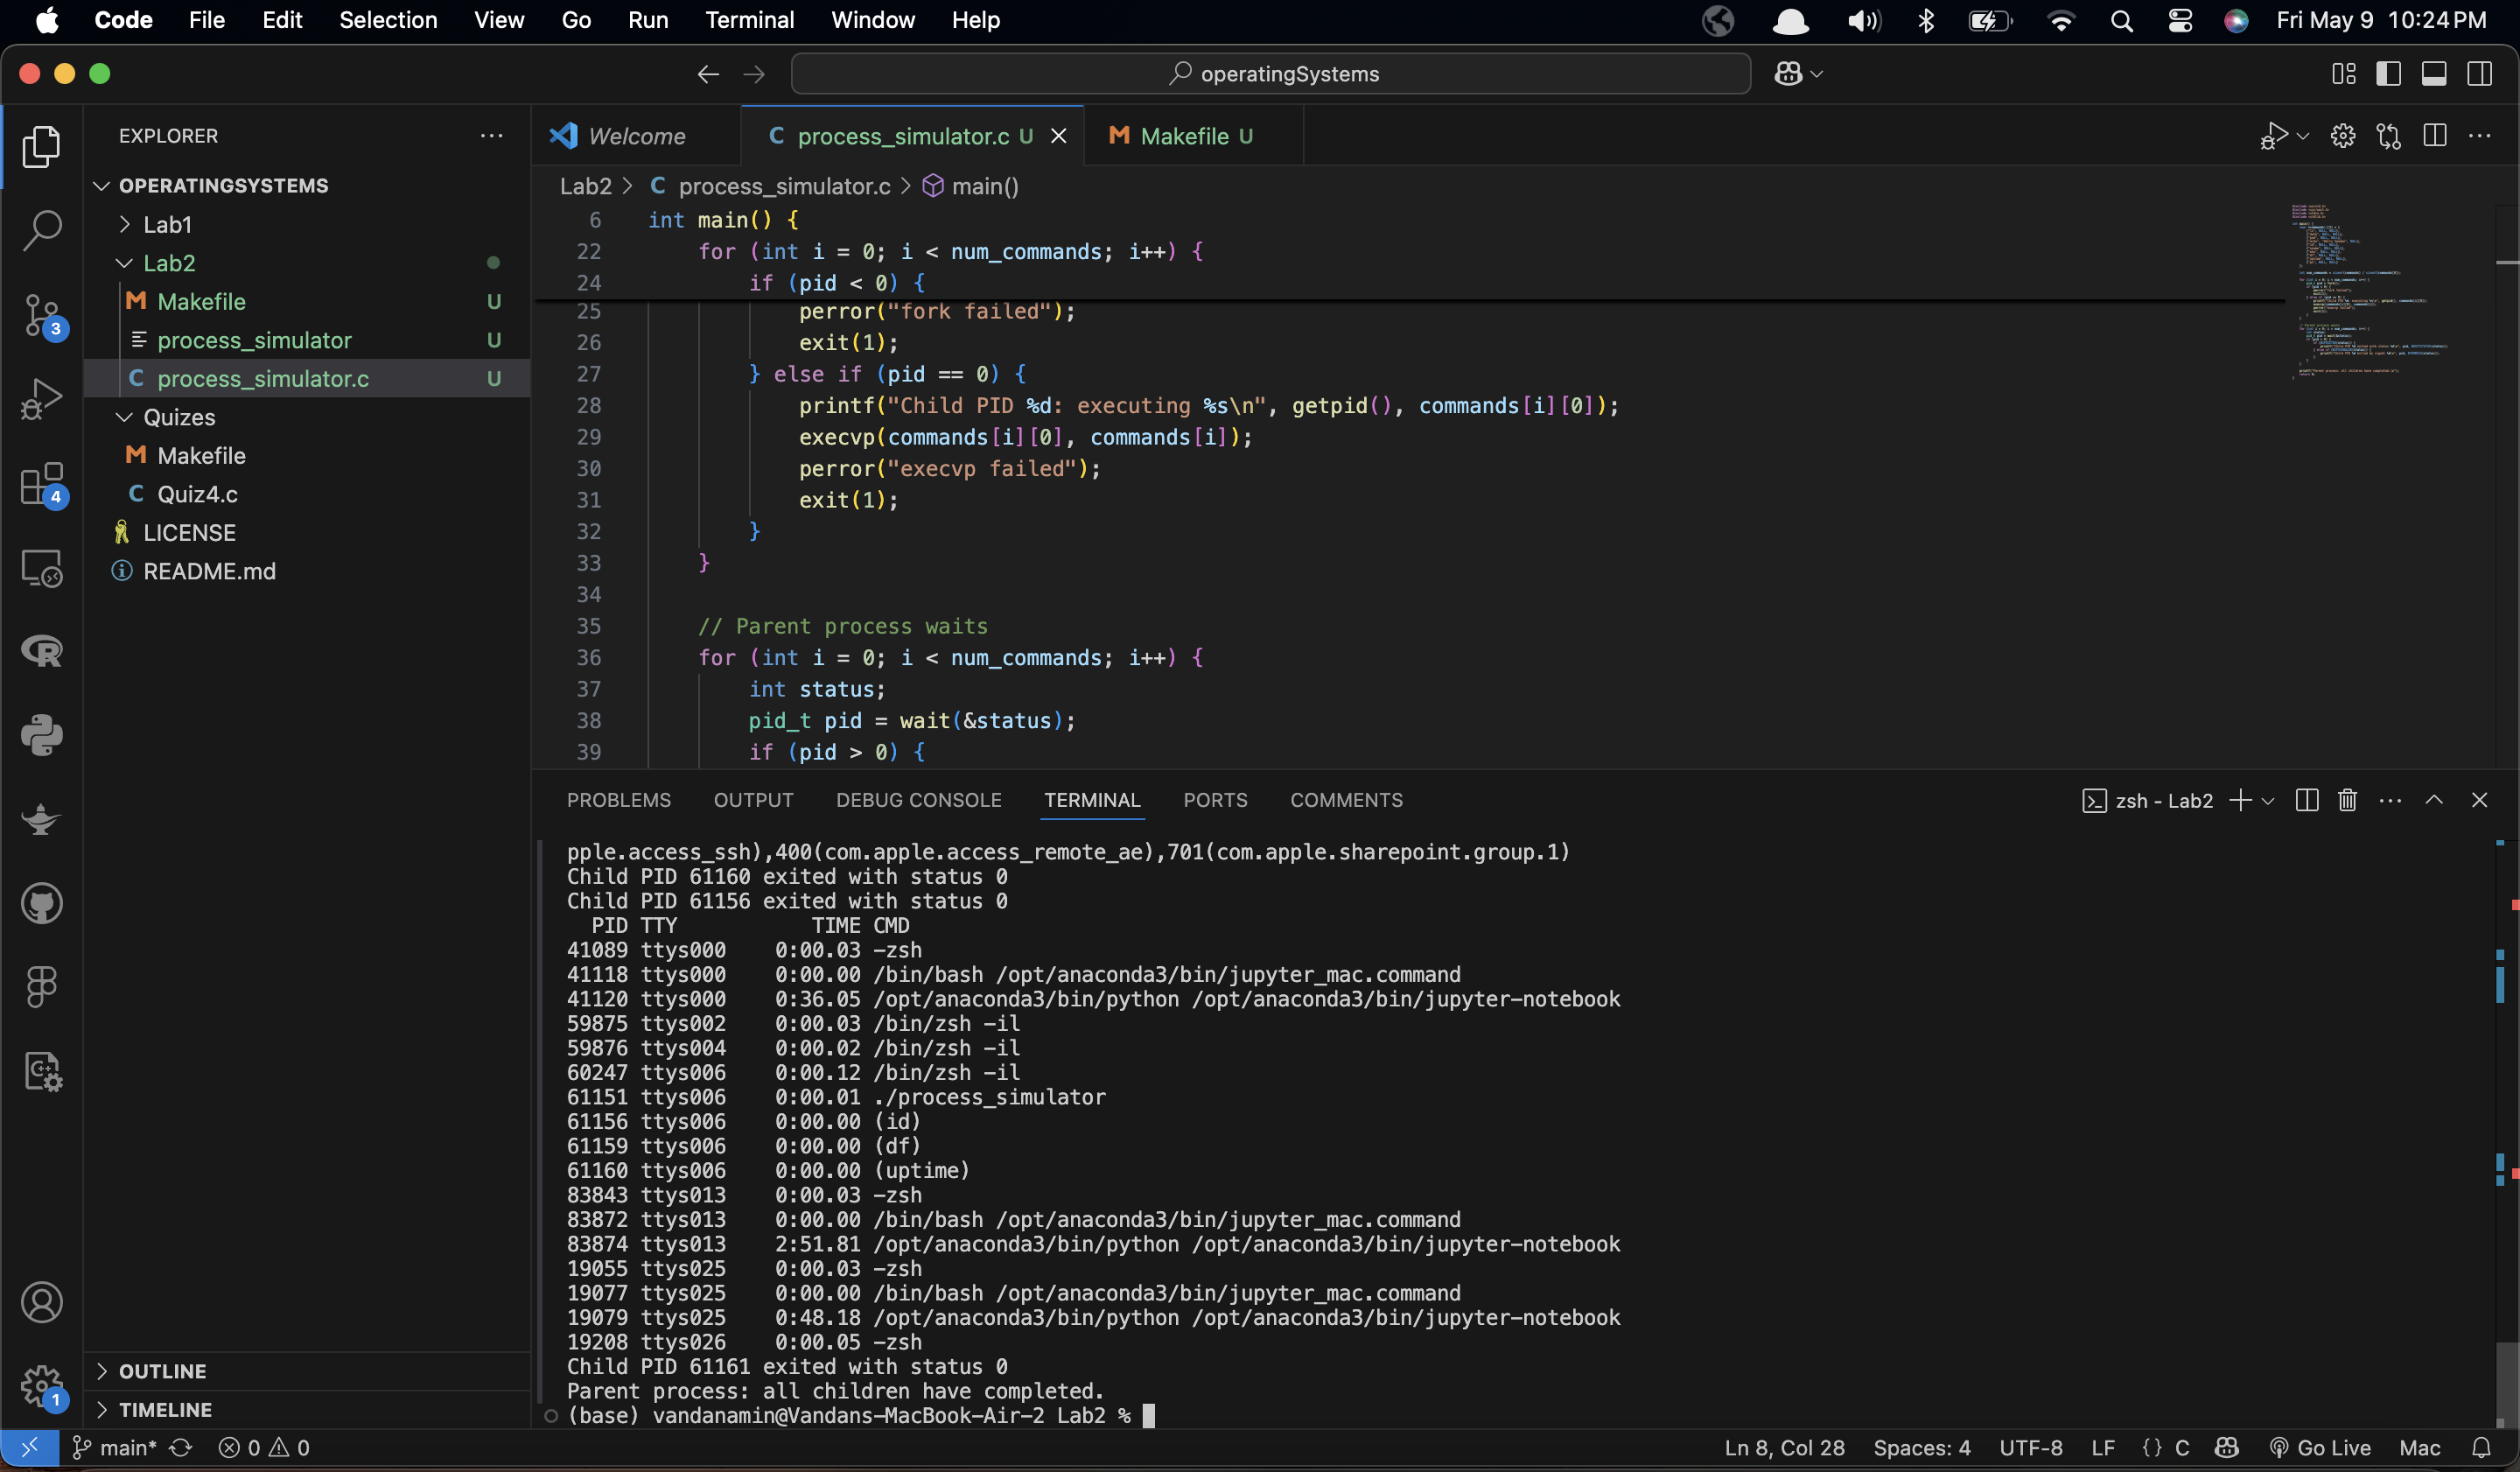 Code File Edit Selection View Go Run Terminal Window Help Fri May 9 10:24 PM
operatingSystems
EXPLORER
OPERATINGSYSTEMS
Lab1
Lab2
Makefile U
process_simulator U
process_simulator.c U
Quizes
Makefile
Quiz4.c
LICENSE
README.md
OUTLINE
TIMELINE
3
4
1
Welcome process_simulator.c U Makefile U
Lab2 > process_simulator.c > main()
6 int main() {
22 for (int i = 0; i < num_commands; i++) {
24 if (pid < 0) {
25 perror("fork failed");
26 exit(1);
27 } else if (pid == 0) {
28 printf("Child PID %d: executing %s\n", getpid(), commands[i][0]);
29 execvp(commands[i][0], commands[i]);
30 perror("execvp failed");
31 exit(1);
32 }
33 }
34
35 // Parent process waits
36 for (int i = 0; i < num_commands; i++) {
37 int status;
38 pid_t pid = wait(&status);
39 if (pid > 0) {
PROBLEMS OUTPUT DEBUG CONSOLE TERMINAL PORTS COMMENTS zsh - Lab2
pple.access_ssh),400(com.apple.access_remote_ae),701(com.apple.sharepoint.group.1)
Child PID 61160 exited with status 0
Child PID 61156 exited with status 0
PID TTY TIME CMD
41089 ttys000 0:00.03 -zsh
41118 ttys000 0:00.00 /bin/bash /opt/anaconda3/bin/jupyter_mac.command
41120 ttys000 0:36.05 /opt/anaconda3/bin/python /opt/anaconda3/bin/jupyter-notebook
59875 ttys002 0:00.03 /bin/zsh -il
59876 ttys004 0:00.02 /bin/zsh -il
60247 ttys006 0:00.12 /bin/zsh -il
61151 ttys006 0:00.01 ./process_simulator
61156 ttys006 0:00.00 (id)
61159 ttys006 0:00.00 (df)
61160 ttys006 0:00.00 (uptime)
83843 ttys013 0:00.03 -zsh
83872 ttys013 0:00.00 /bin/bash /opt/anaconda3/bin/jupyter_mac.command
83874 ttys013 2:51.81 /opt/anaconda3/bin/python /opt/anaconda3/bin/jupyter-notebook
19055 ttys025 0:00.03 -zsh
19077 ttys025 0:00.00 /bin/bash /opt/anaconda3/bin/jupyter_mac.command
19079 ttys025 0:48.18 /opt/anaconda3/bin/python /opt/anaconda3/bin/jupyter-notebook
19208 ttys026 0:00.05 -zsh
Child PID 61161 exited with status 0
Parent process: all children have completed.
(base) vandanamin@Vandans-MacBook-Air-2 Lab2 %
main* 0 0 Ln 8, Col 28 Spaces: 4 UTF-8 LF {} C Go Live Mac